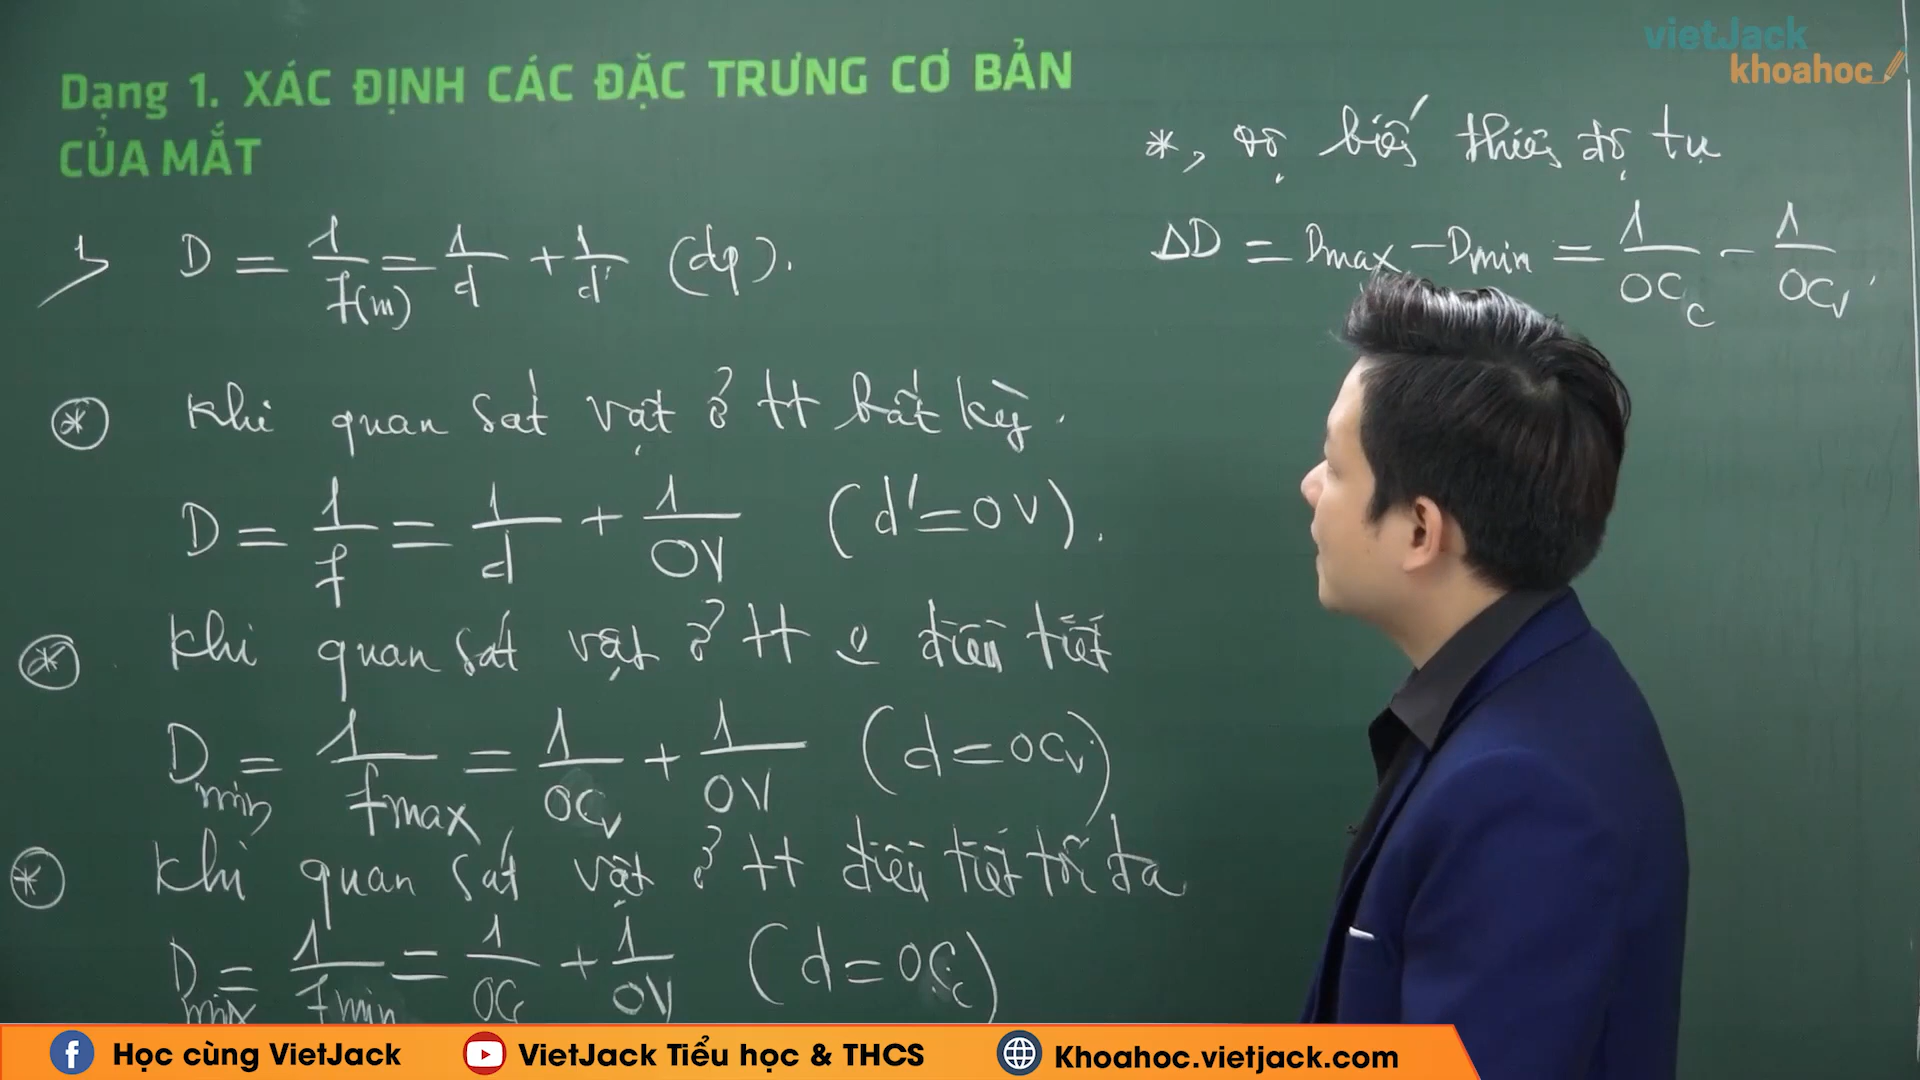 vietJack
khoahoc
Dạng 1. XÁC ĐỊNH CÁC ĐẶC TRƯNG CƠ BẢN
CỦA MẮT
1, D = 1/f(m) = 1/d + 1/d' (dp).
* Khi quan sát vật ở tt bất kỳ.
D = 1/f = 1/d + 1/OV (d' = OV).
* Khi quan sát vật ở tt điều tiết
Dmin = 1/fmax = 1/OCv + 1/OV (d = OCv)
* Khi quan sát vật ở tt điều tiết tối đa
Dmax = 1/fmin = 1/OCc + 1/OV (d = OCc)
*, Độ biến thiên độ tụ
ΔD = Dmax - Dmin = 1/OCc - 1/OCv.
Học cùng VietJack
VietJack Tiểu học & THCS
Khoahoc.vietjack.com